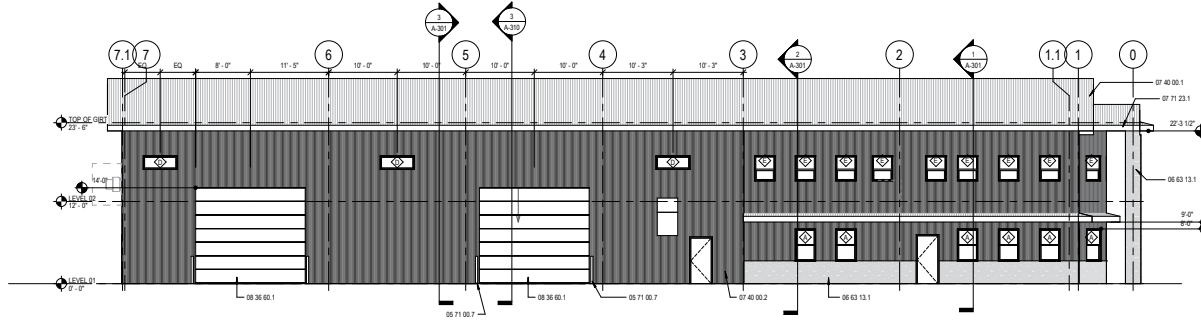 3
A-301
3
A-310
7.1
7
6
5
4
3
2
A-301
2
1
A-301
1.1
1
0
EQ
EQ
8' - 0"
11' - 5"
10' - 0"
10' - 0"
10' - 0"
10' - 0"
10' - 3"
10' - 3"
07 40 00.1
07 71 23.1
TOP OF GIRT
23' - 6"
22'-3 1/2"
D
D
D
E
E
E
E
E
E
E
E
E
06 63 13.1
14'-0"
LEVEL 02
12' - 0"
9'-0"
8'-0"
A
A
A
A
A
A
LEVEL 01
0' - 0"
08 36 60.1
05 71 00.7
08 36 60.1
05 71 00.7
07 40 00.2
06 63 13.1